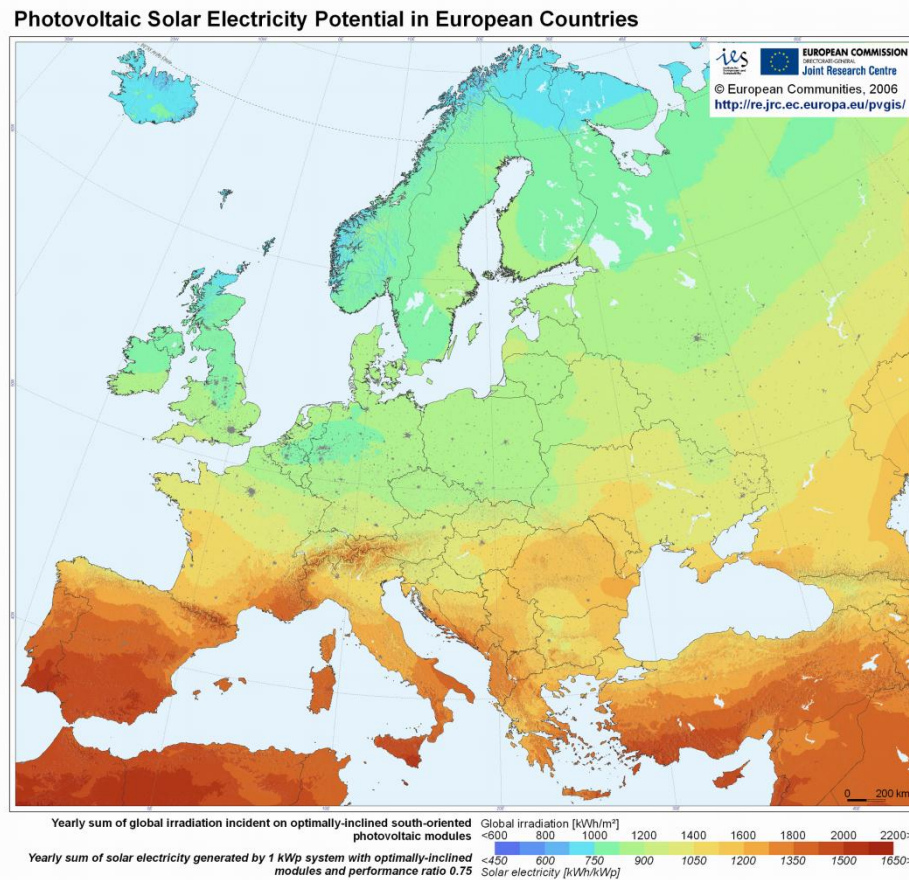 Photovoltaic Solar Electricity Potential in European Countries
ies
EUROPEAN COMMISSION
DIRECTORATE-GENERAL
Joint Research Centre
© European Communities, 2006
http://re.jrc.ec.europa.eu/pvgis/
0 200 km
Yearly sum of global irradiation incident on optimally-inclined south-oriented
photovoltaic modules
Yearly sum of solar electricity generated by 1 kWp system with optimally-inclined
modules and performance ratio 0.75
Global irradiation [kWh/m²]
<600 800 1000 1200 1400 1600 1800 2000 2200>
<450 600 750 900 1050 1200 1350 1500 1650>
Solar electricity [kWh/kWp]